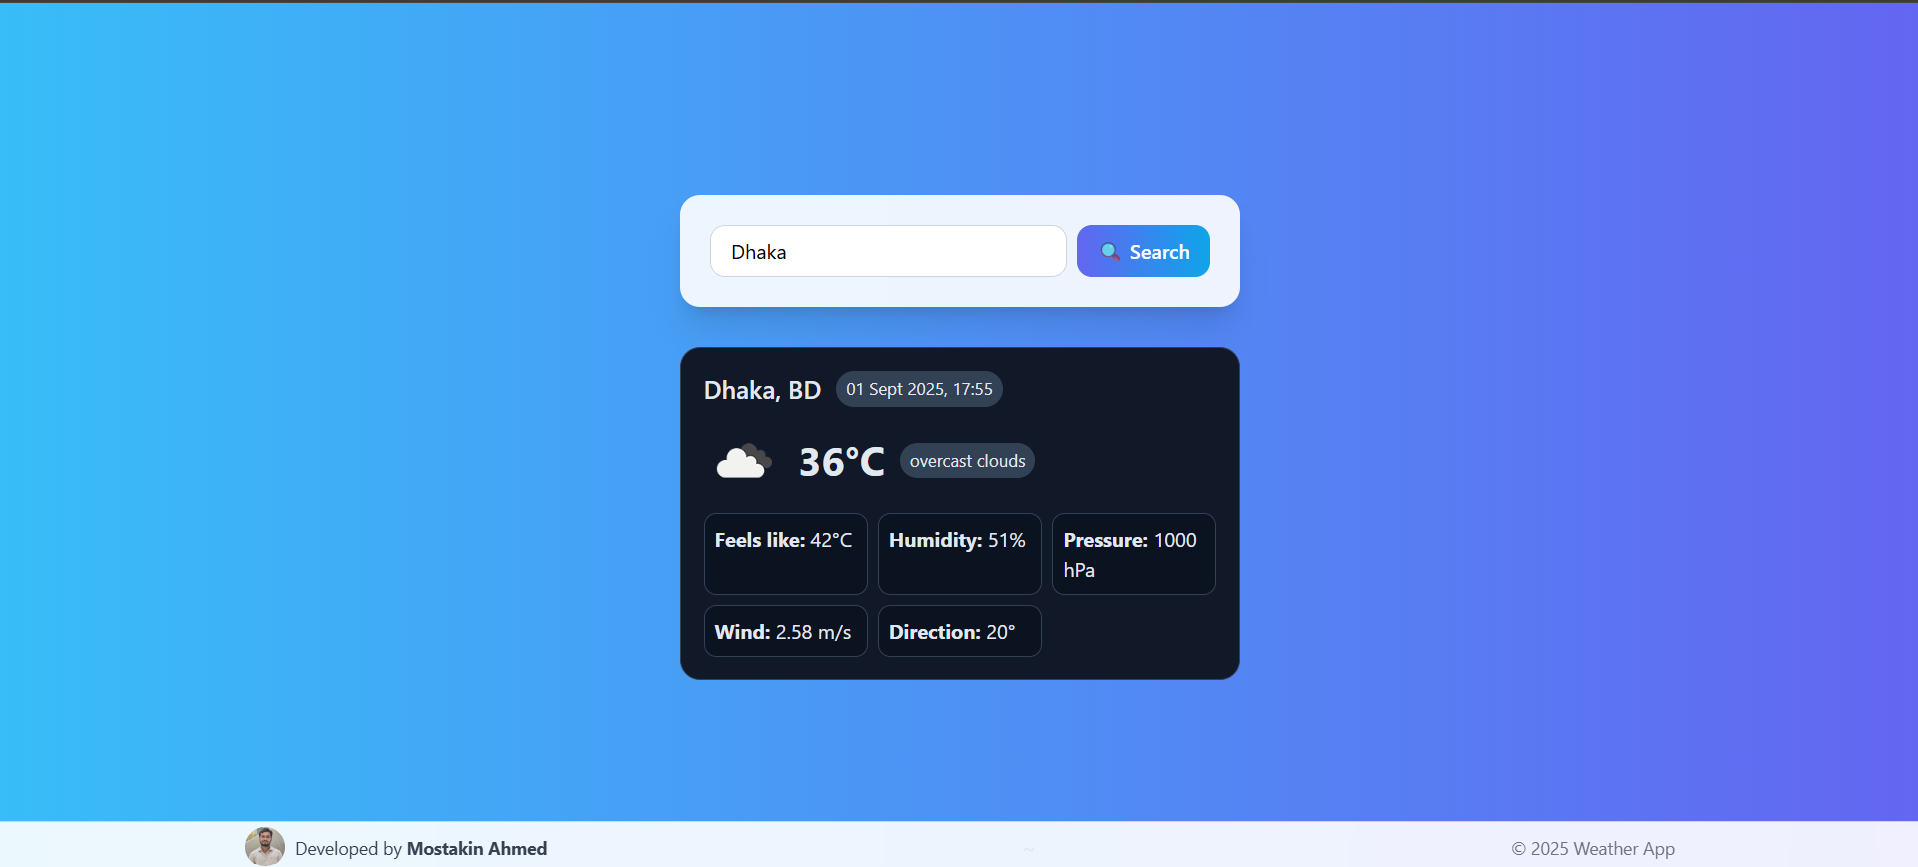 Dhaka
🔍 Search
Dhaka, BD 01 Sept 2025, 17:55
36°C overcast clouds
Feels like: 42°C
Humidity: 51%
Pressure: 1000
hPa
Wind: 2.58 m/s
Direction: 20°
Developed by Mostakin Ahmed
~
© 2025 Weather App